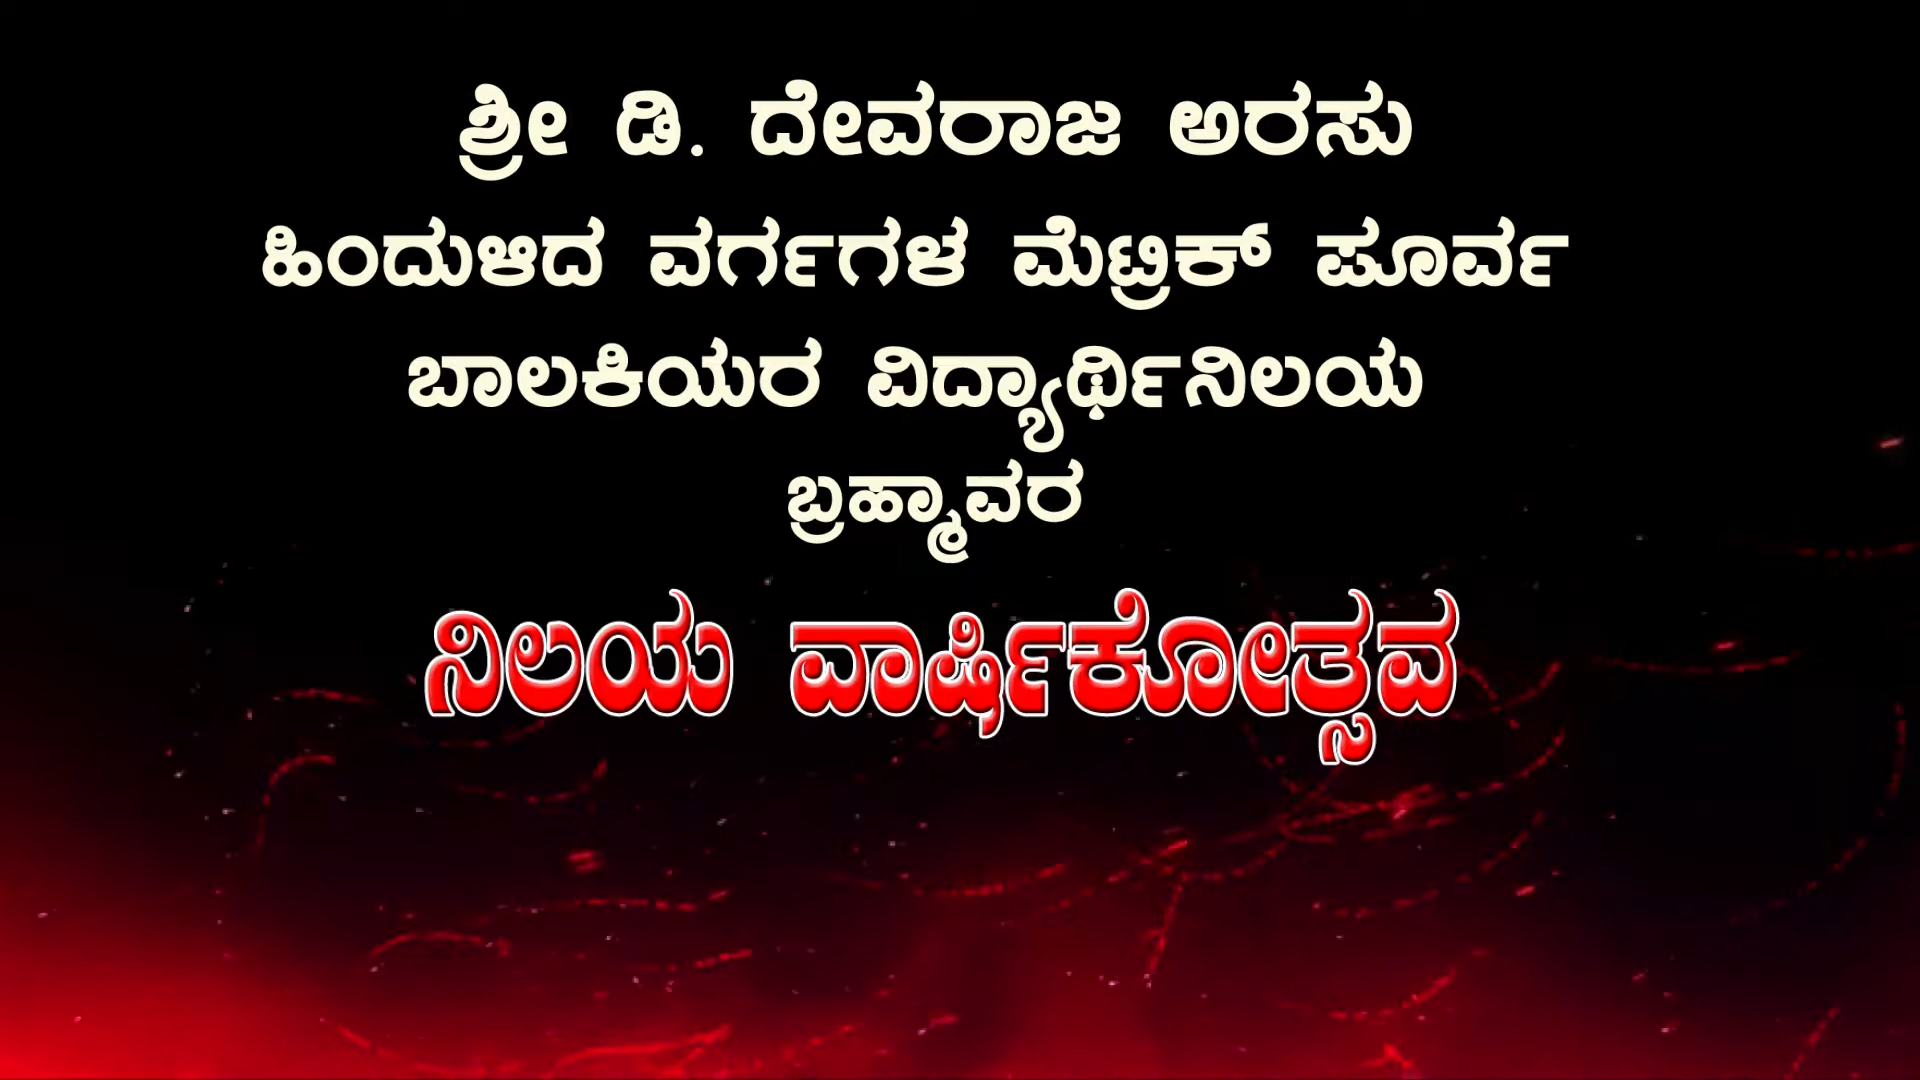 ಶ್ರೀ ಡಿ. ದೇವರಾಜ ಅರಸು
ಹಿಂದುಳಿದ ವರ್ಗಗಳ ಮೆಟ್ರಿಕ್ ಪೂರ್ವ
ಬಾಲಕಿಯರ ವಿದ್ಯಾರ್ಥಿನಿಲಯ
ಬ್ರಹ್ಮಾವರ
ನಿಲಯ ವಾರ್ಷಿಕೋತ್ಸವ